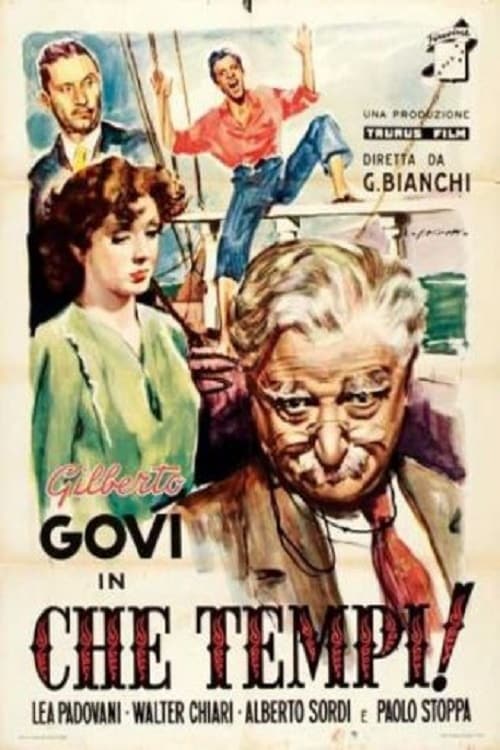 UNA PRODUZIONE
TAURUS FILM
DIRETTA DA
G. BIANCHI
Gilberto
GOVI
IN
CHE TEMPI!
LEA PADOVANI · WALTER CHIARI · ALBERTO SORDI E PAOLO STOPPA